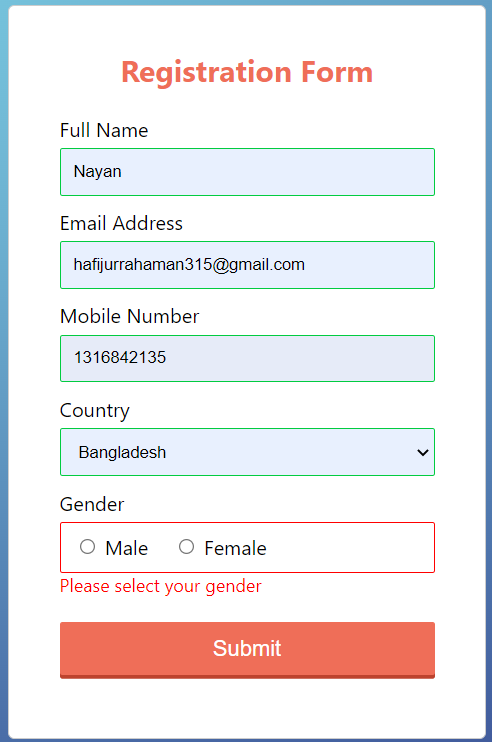 Registration Form
Full Name
Nayan
Email Address
hafijurrahaman315@gmail.com
Mobile Number
1316842135
Country
Bangladesh
Gender
Male Female
Please select your gender
Submit